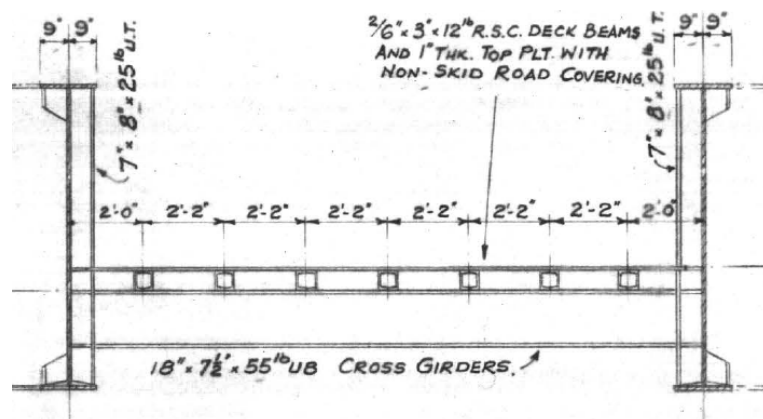 9" 9"
²/6" × 3" × 12ˡᵇ R.S.C. DECK BEAMS
AND 1" THK. TOP PLT. WITH
NON-SKID ROAD COVERING.
9" 9"
7" × 8" × 25ˡᵇ U.T.
7" × 8" × 25ˡᵇ U.T.
2'-0" 2'-2" 2'-2" 2'-2" 2'-2" 2'-2" 2'-2" 2'-0"
18" × 7½" × 55ˡᵇ UB CROSS GIRDERS.